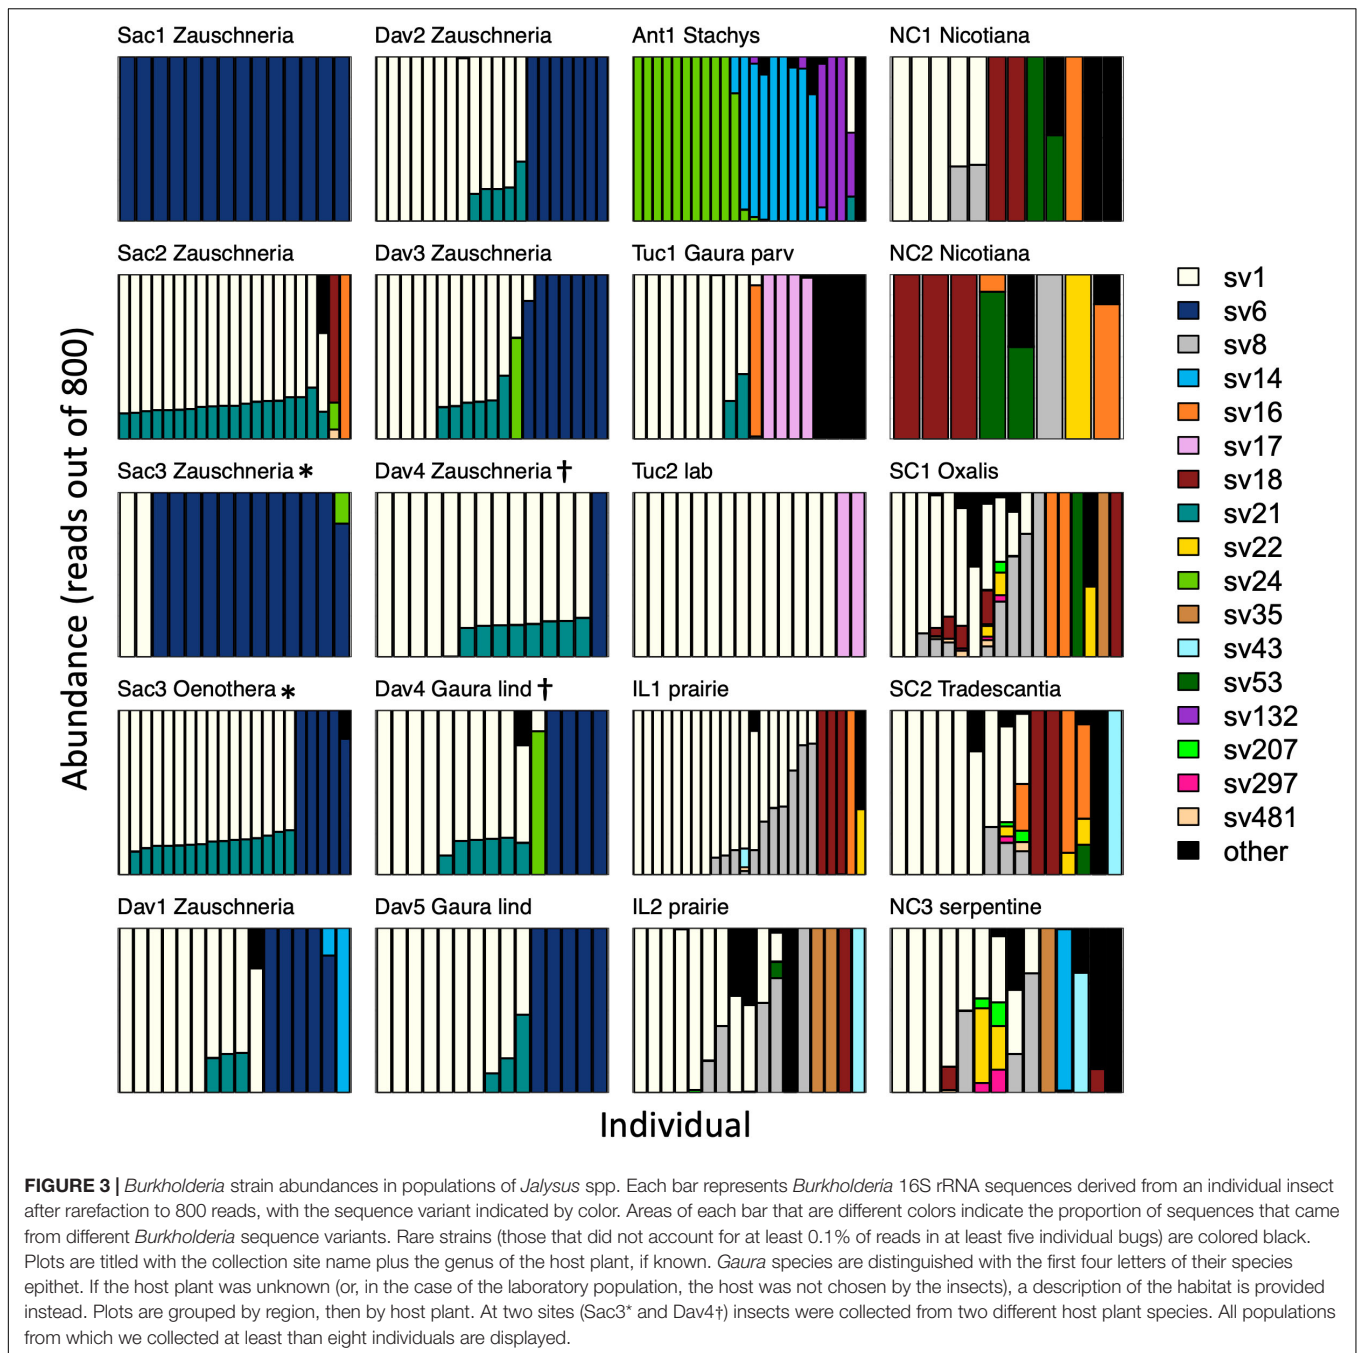 Sac1 Zauschneria
Dav2 Zauschneria
Ant1 Stachys
NC1 Nicotiana
Sac2 Zauschneria
Dav3 Zauschneria
Tuc1 Gaura parv
NC2 Nicotiana
Sac3 Zauschneria *
Dav4 Zauschneria †
Tuc2 lab
SC1 Oxalis
Sac3 Oenothera *
Dav4 Gaura lind †
IL1 prairie
SC2 Tradescantia
Dav1 Zauschneria
Dav5 Gaura lind
IL2 prairie
NC3 serpentine
Abundance (reads out of 800)
Individual
sv1
sv6
sv8
sv14
sv16
sv17
sv18
sv21
sv22
sv24
sv35
sv43
sv53
sv132
sv207
sv297
sv481
other
FIGURE 3 | Burkholderia strain abundances in populations of Jalysus spp. Each bar represents Burkholderia 16S rRNA sequences derived from an individual insect
after rarefaction to 800 reads, with the sequence variant indicated by color. Areas of each bar that are different colors indicate the proportion of sequences that came
from different Burkholderia sequence variants. Rare strains (those that did not account for at least 0.1% of reads in at least five individual bugs) are colored black.
Plots are titled with the collection site name plus the genus of the host plant, if known. Gaura species are distinguished with the first four letters of their species
epithet. If the host plant was unknown (or, in the case of the laboratory population, the host was not chosen by the insects), a description of the habitat is provided
instead. Plots are grouped by region, then by host plant. At two sites (Sac3* and Dav4†) insects were collected from two different host plant species. All populations
from which we collected at least than eight individuals are displayed.